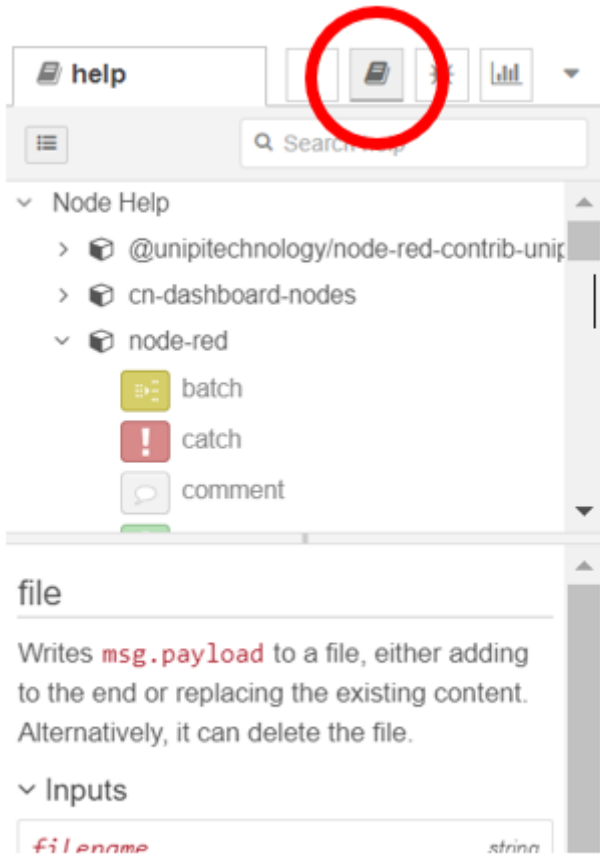 help
Search help
Node Help
@unipitechnology/node-red-contrib-unip
cn-dashboard-nodes
node-red
batch
catch
comment
file
Writes msg.payload to a file, either adding
to the end or replacing the existing content.
Alternatively, it can delete the file.
Inputs
filename string